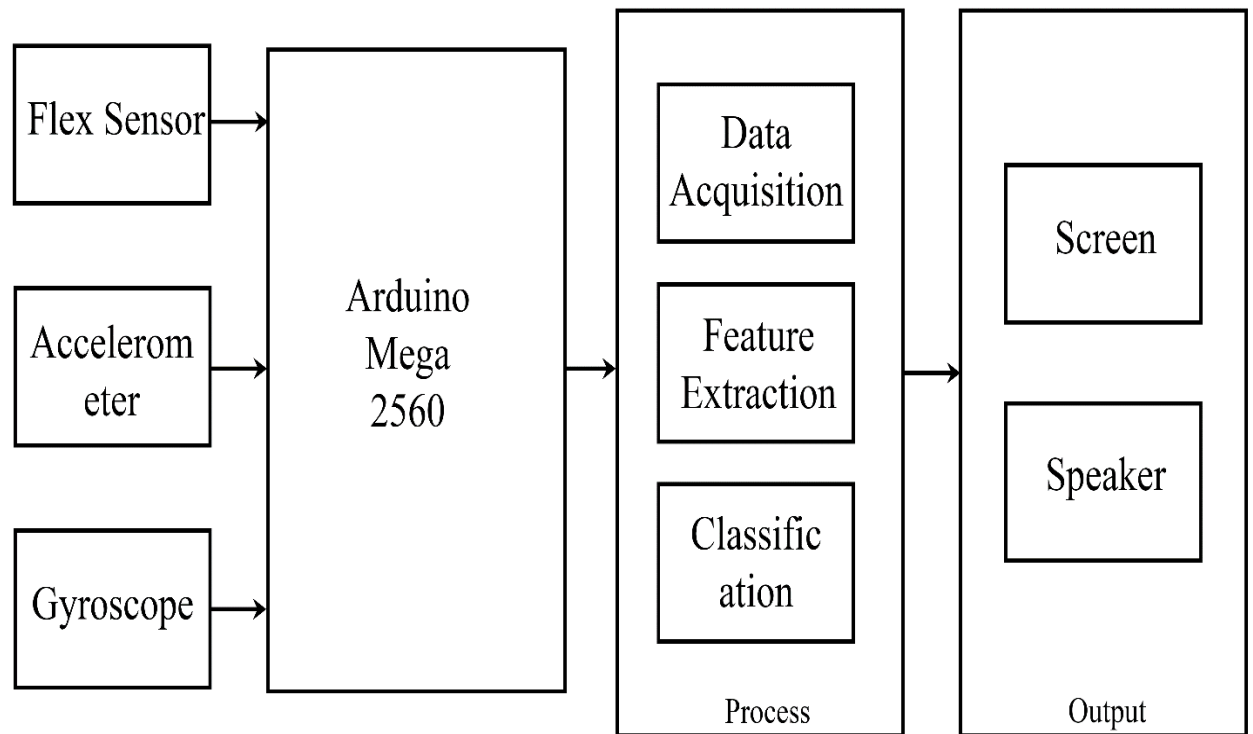 Flex Sensor
Accelerom
eter
Gyroscope
Arduino
Mega
2560
Data
Acquisition
Feature
Extraction
Classific
ation
Process
Screen
Speaker
Output